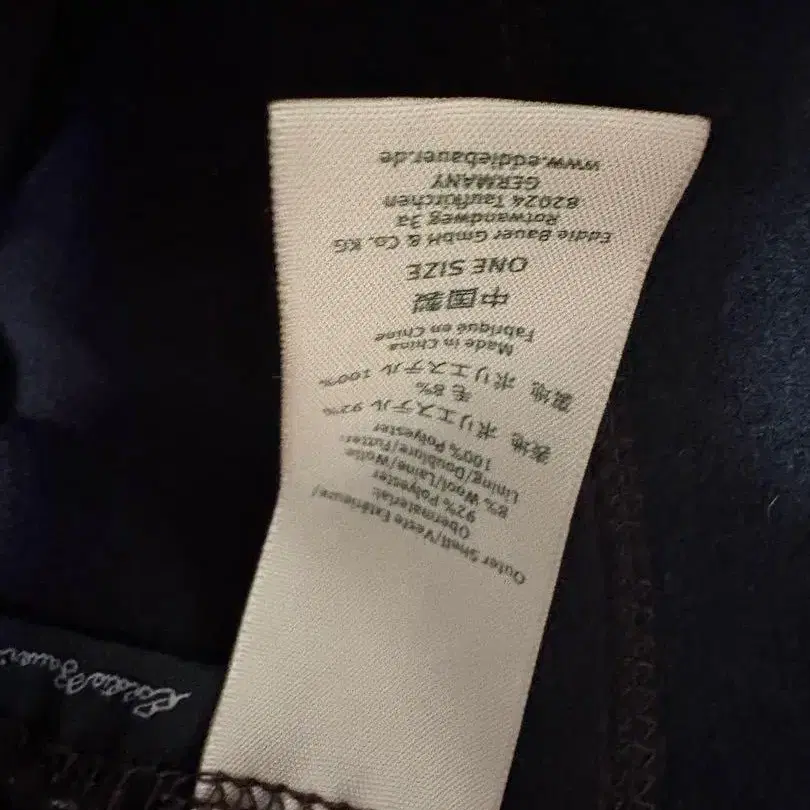 Outer Shell/Veste Extérieure/
Obermaterial:
92% Polyester
8% Wool/Laine/Wolle
Lining/Doublure/Futter:
100% Polyester
表地 ポリエステル 92%
毛 8%
裏地 ポリエステル 100%
Made in China
Fabriqué en Chine
中国製
ONE SIZE
Eddie Bauer GmbH & Co. KG
Rotwandweg 3a
82024 Taufkirchen
GERMANY
www.eddiebauer.de
Eddie Bauer